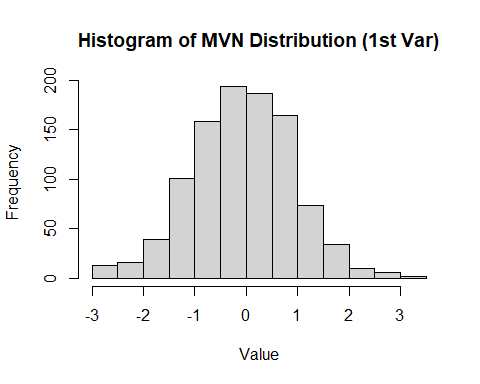 Histogram of MVN Distribution (1st Var)
Frequency
200
150
100
50
0
-3 -2 -1 0 1 2 3
Value